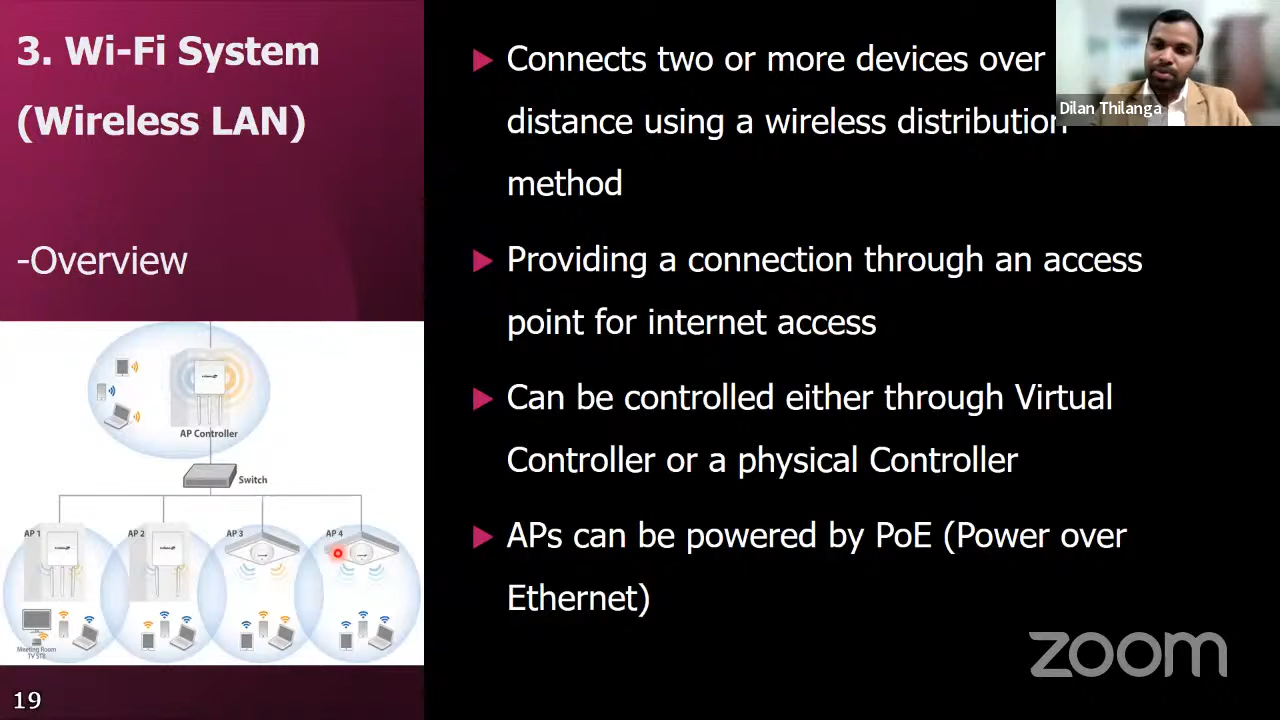 3. Wi-Fi System
(Wireless LAN)
-Overview
AP Controller
Switch
AP 1
AP 2
AP 3
AP 4
Meeting Room
TV STB
19
Connects two or more devices over
distance using a wireless distribution
method
Providing a connection through an access
point for internet access
Can be controlled either through Virtual
Controller or a physical Controller
APs can be powered by PoE (Power over
Ethernet)
Dilan Thilanga
zoom